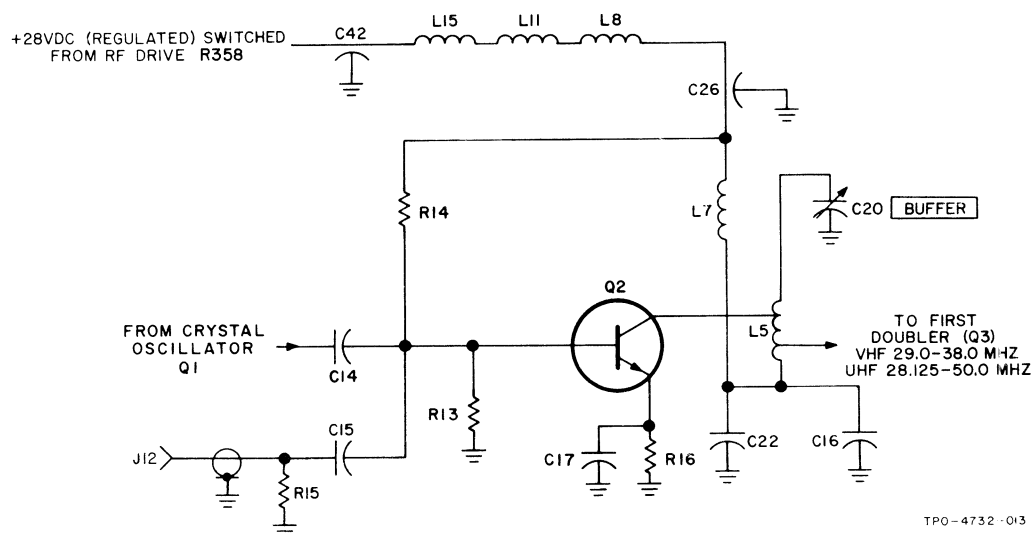 L15 L11 L8
+28VDC (REGULATED) SWITCHED
FROM RF DRIVE R358
C42
C26
R14
L7
C20 BUFFER
Q2
FROM CRYSTAL
OSCILLATOR
Q1
C14
L5
TO FIRST
DOUBLER (Q3)
VHF 29.0-38.0 MHZ
UHF 28.125-50.0 MHZ
R13
C15
J12
R15
C17
R16
C22
C16
TPO-4732-013